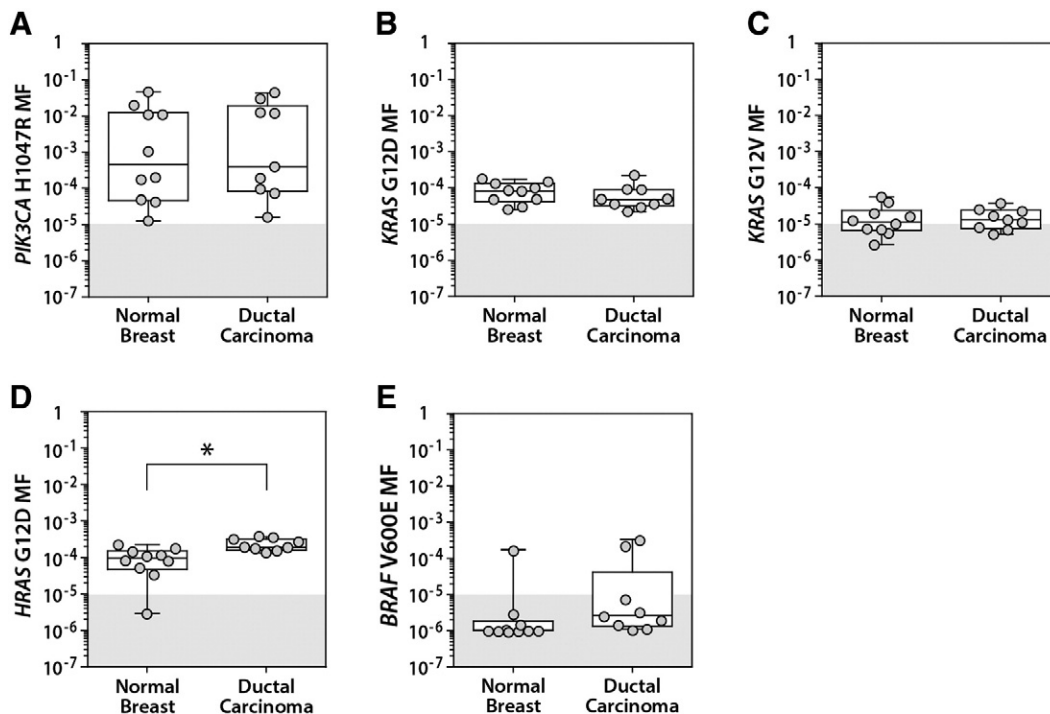 A
PIK3CA H1047R MF
1
10-1
10-2
10-3
10-4
10-5
10-6
10-7
Normal
Breast
Ductal
Carcinoma
B
KRAS G12D MF
1
10-1
10-2
10-3
10-4
10-5
10-6
10-7
Normal
Breast
Ductal
Carcinoma
C
KRAS G12V MF
1
10-1
10-2
10-3
10-4
10-5
10-6
10-7
Normal
Breast
Ductal
Carcinoma
D
HRAS G12D MF
1
10-1
10-2
10-3
10-4
10-5
10-6
10-7
*
Normal
Breast
Ductal
Carcinoma
E
BRAF V600E MF
1
10-1
10-2
10-3
10-4
10-5
10-6
10-7
Normal
Breast
Ductal
Carcinoma